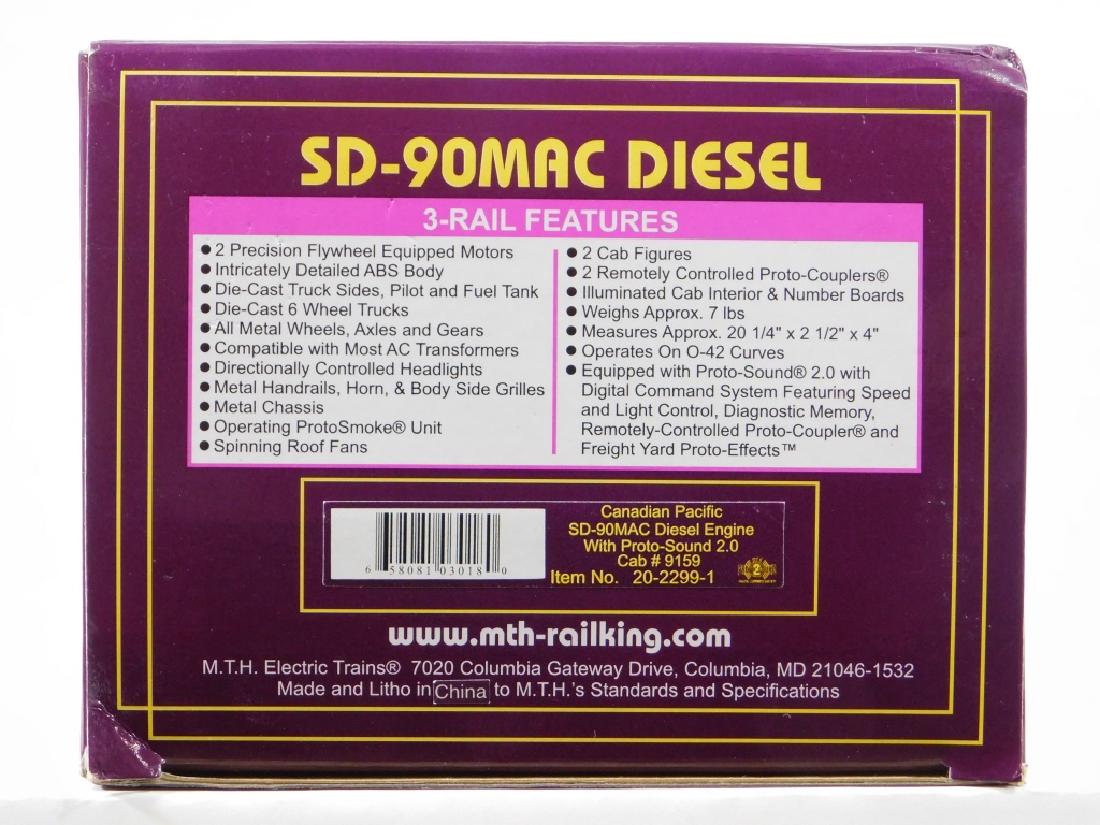 SD-90MAC DIESEL
3-RAIL FEATURES
● 2 Precision Flywheel Equipped Motors
● Intricately Detailed ABS Body
● Die-Cast Truck Sides, Pilot and Fuel Tank
● Die-Cast 6 Wheel Trucks
● All Metal Wheels, Axles and Gears
● Compatible with Most AC Transformers
● Directionally Controlled Headlights
● Metal Handrails, Horn, & Body Side Grilles
● Metal Chassis
● Operating ProtoSmoke® Unit
● Spinning Roof Fans
● 2 Cab Figures
● 2 Remotely Controlled Proto-Couplers®
● Illuminated Cab Interior & Number Boards
● Weighs Approx. 7 lbs
● Measures Approx. 20 1/4" x 2 1/2" x 4"
● Operates On O-42 Curves
● Equipped with Proto-Sound® 2.0 with
Digital Command System Featuring Speed
and Light Control, Diagnostic Memory,
Remotely-Controlled Proto-Coupler® and
Freight Yard Proto-Effects™
6 58081 03018 0
Canadian Pacific
SD-90MAC Diesel Engine
With Proto-Sound 2.0
Cab # 9159
Item No. 20-2299-1
www.mth-railking.com
M.T.H. Electric Trains® 7020 Columbia Gateway Drive, Columbia, MD 21046-1532
Made and Litho in China to M.T.H.'s Standards and Specifications